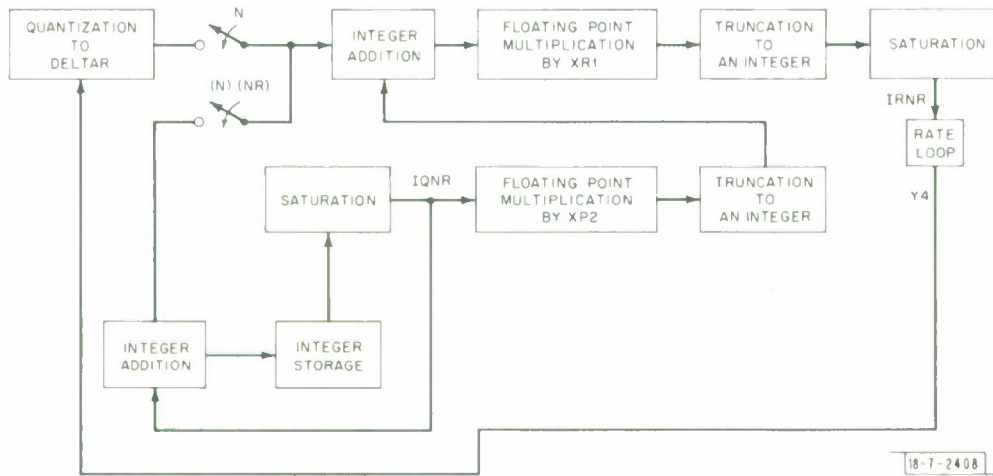 QUANTIZATION
TO
DELTAR
N
(N) (NR)
INTEGER
ADDITION
FLOATING POINT
MULTIPLICATION
BY XR1
TRUNCATION
TO
AN INTEGER
SATURATION
IRNR
RATE
LOOP
Y4
SATURATION
IQNR
FLOATING POINT
MULTIPLICATION
BY XP2
TRUNCATION
TO
AN INTEGER
INTEGER
ADDITION
INTEGER
STORAGE
18-7-2408